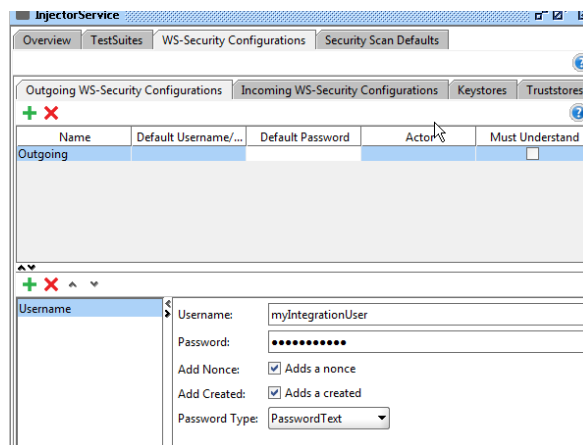 InjectorService
Overview TestSuites WS-Security Configurations Security Scan Defaults
Outgoing WS-Security Configurations Incoming WS-Security Configurations Keystores Truststores
Name Default Username/... Default Password Actor Must Understand
Outgoing
Username
Username: myIntegrationUser
Password: ●●●●●●●●●●●
Add Nonce: Adds a nonce
Add Created: Adds a created
Password Type: PasswordText